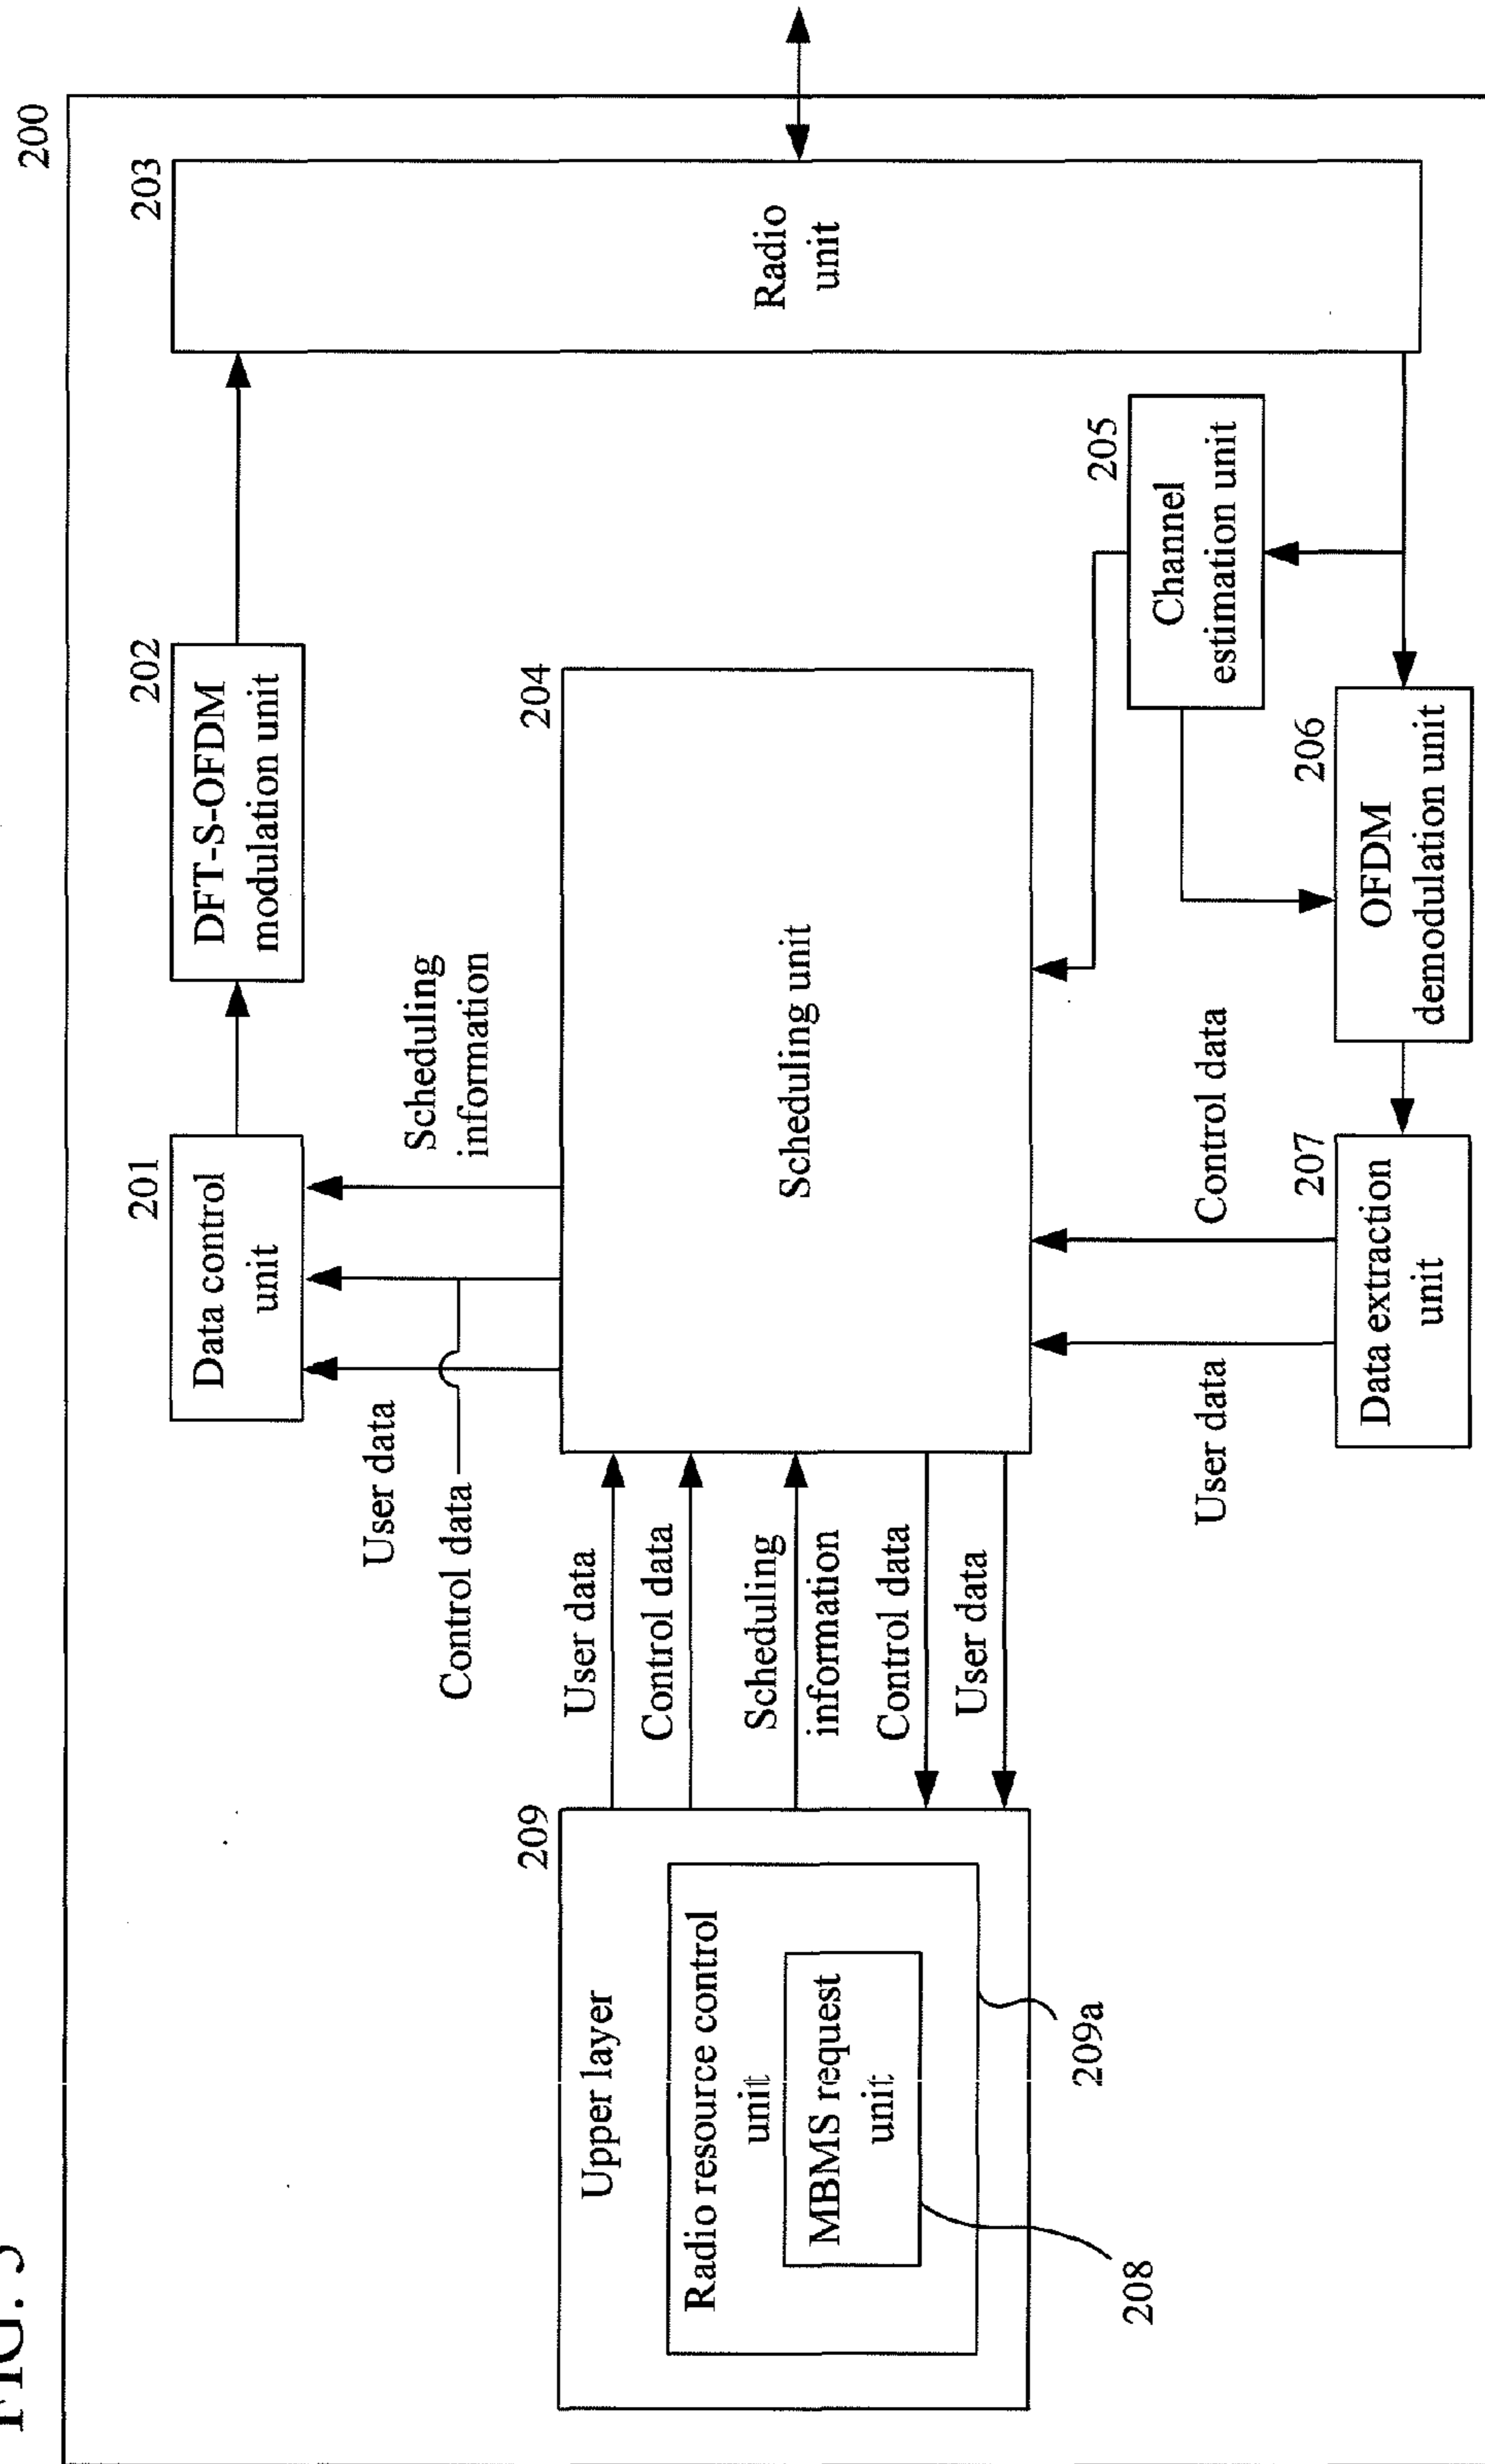 FIG.
200
201
202
203
Data control
unit
DFT-S-OFDM
modulation unit
Radio
unit
User data
Control data
Scheduling
information
209
204
Upper layer
Radio resource control
unit
MBMS request
unit
209a
208
User data
Control data
Scheduling
information
Control data
User data
Scheduling unit
205
Channel
estimation unit
User data
Control data
207
206
Data extraction
unit
OFDM
demodulation unit